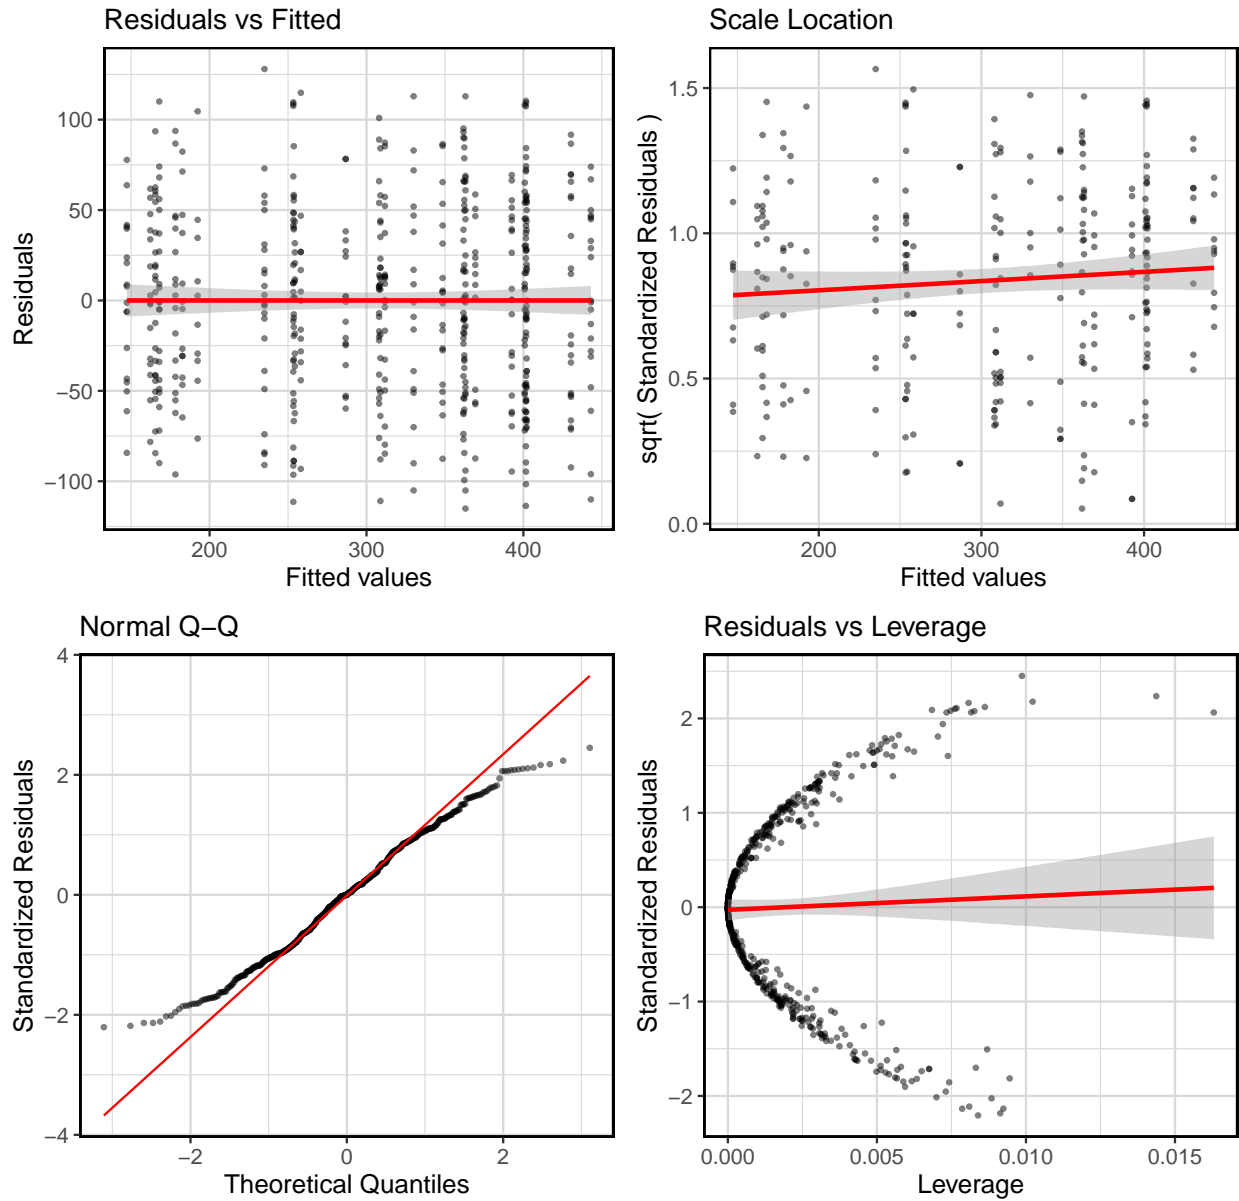 Residuals vs Fitted
Residuals
100
50
0
−50
−100
200
300
400
Fitted values
Scale Location
sqrt( Standardized Residuals )
1.5
1.0
0.5
0.0
200
300
400
Fitted values
Normal Q−Q
Standardized Residuals
4
2
0
−2
−4
−2
0
2
Theoretical Quantiles
Residuals vs Leverage
Standardized Residuals
2
1
0
−1
−2
0.000
0.005
0.010
0.015
Leverage